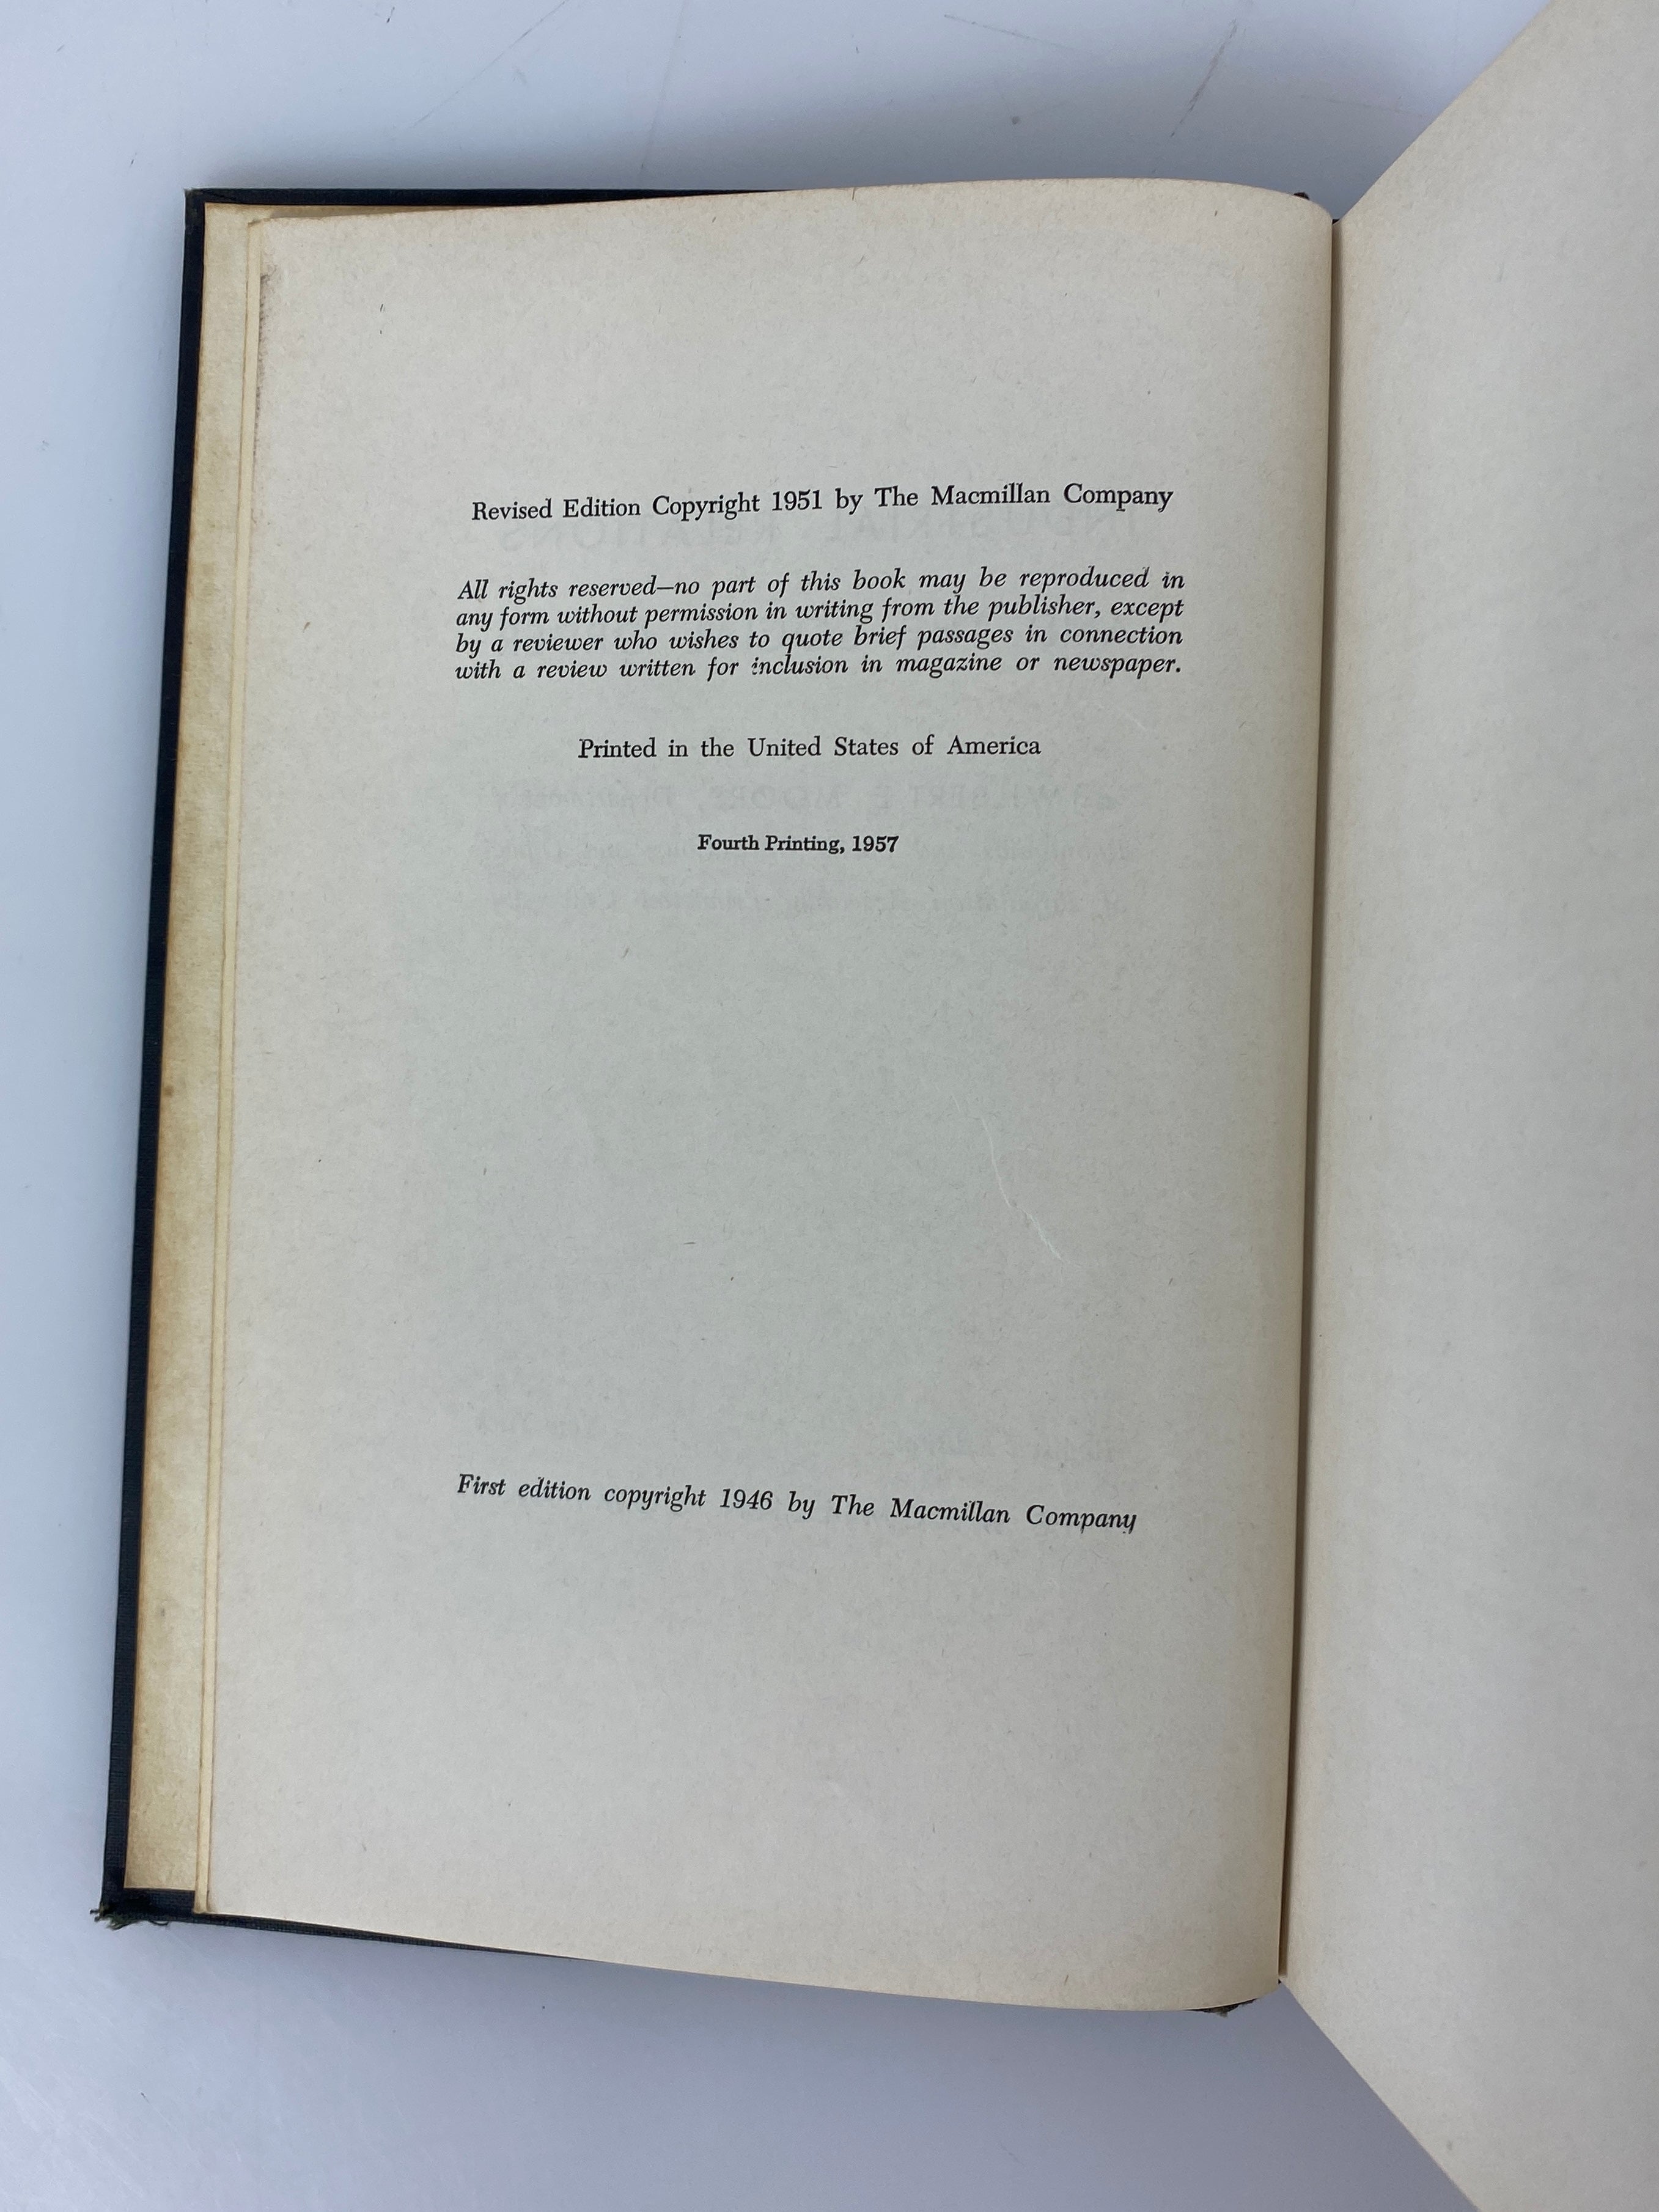 Revised Edition Copyright 1951 by The Macmillan Company
All rights reserved—no part of this book may be reproduced in
any form without permission in writing from the publisher, except
by a reviewer who wishes to quote brief passages in connection
with a review written for inclusion in magazine or newspaper.
Printed in the United States of America
Fourth Printing, 1957
First edition copyright 1946 by The Macmillan Company